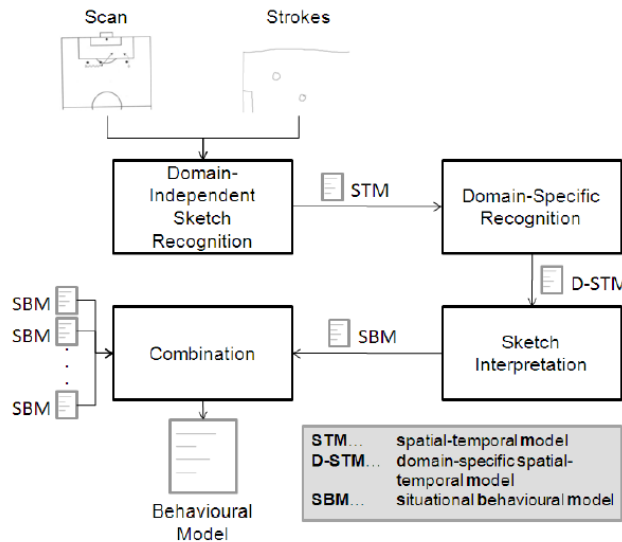 Scan
Strokes
Domain-
Independent
Sketch
Recognition
STM
Domain-Specific
Recognition
D-STM
SBM
SBM
SBM
Combination
SBM
Sketch
Interpretation
Behavioural
Model
STM... spatial-temporal model
D-STM... domain-specific spatial-
temporal model
SBM... situational behavioural model